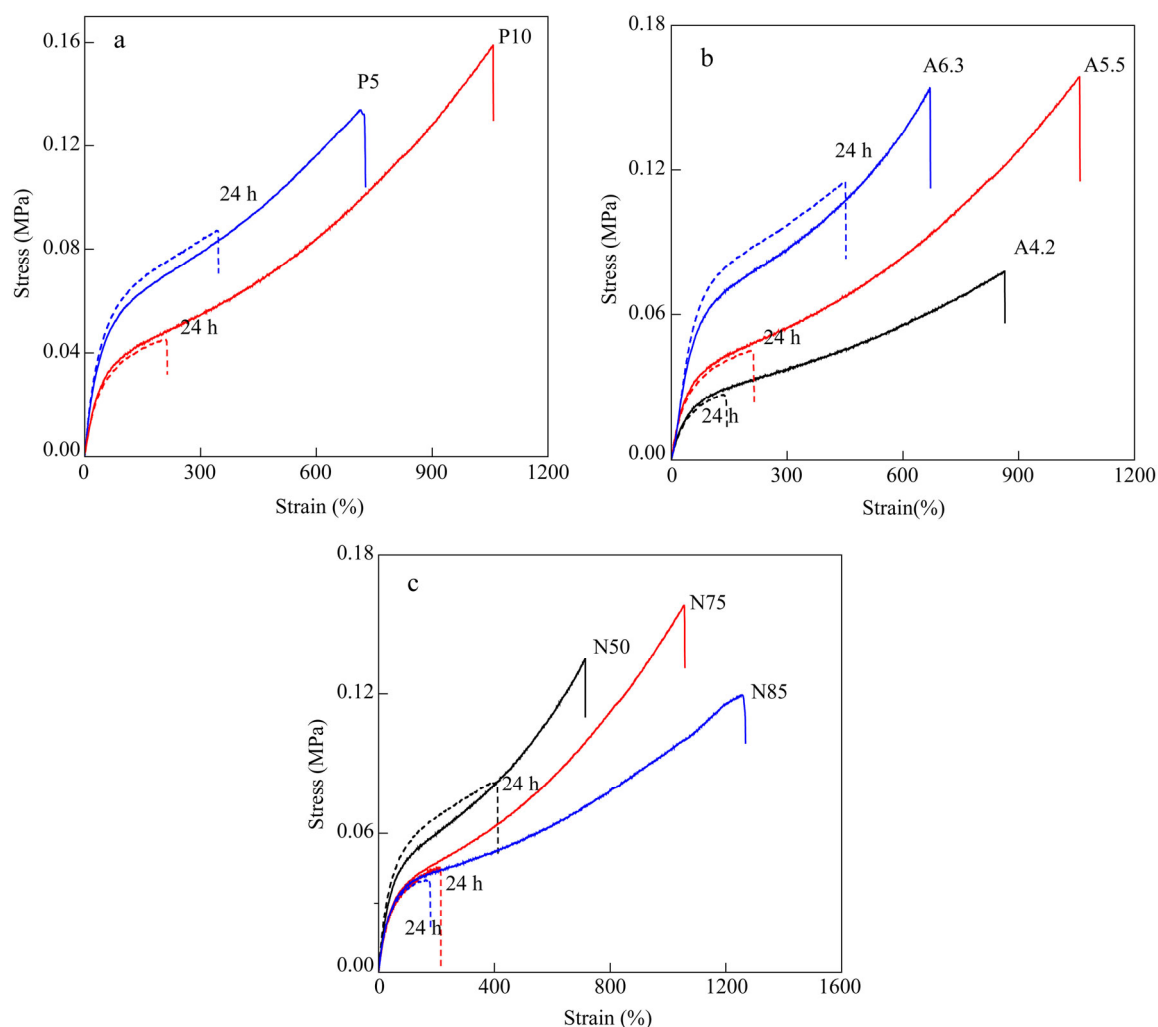 a
P10
P5
24 h
24 h
0.16
0.12
0.08
0.04
0.00
Stress (MPa)
0 300 600 900 1200
Strain (%)
b
A6.3
A5.5
A4.2
24 h
24 h
24 h
0.18
0.12
0.06
0.00
Stress (MPa)
0 300 600 900 1200
Strain(%)
c
N75
N50
N85
24 h
24 h
24 h
0.18
0.12
0.06
0.00
Stress (MPa)
0 400 800 1200 1600
Strain (%)